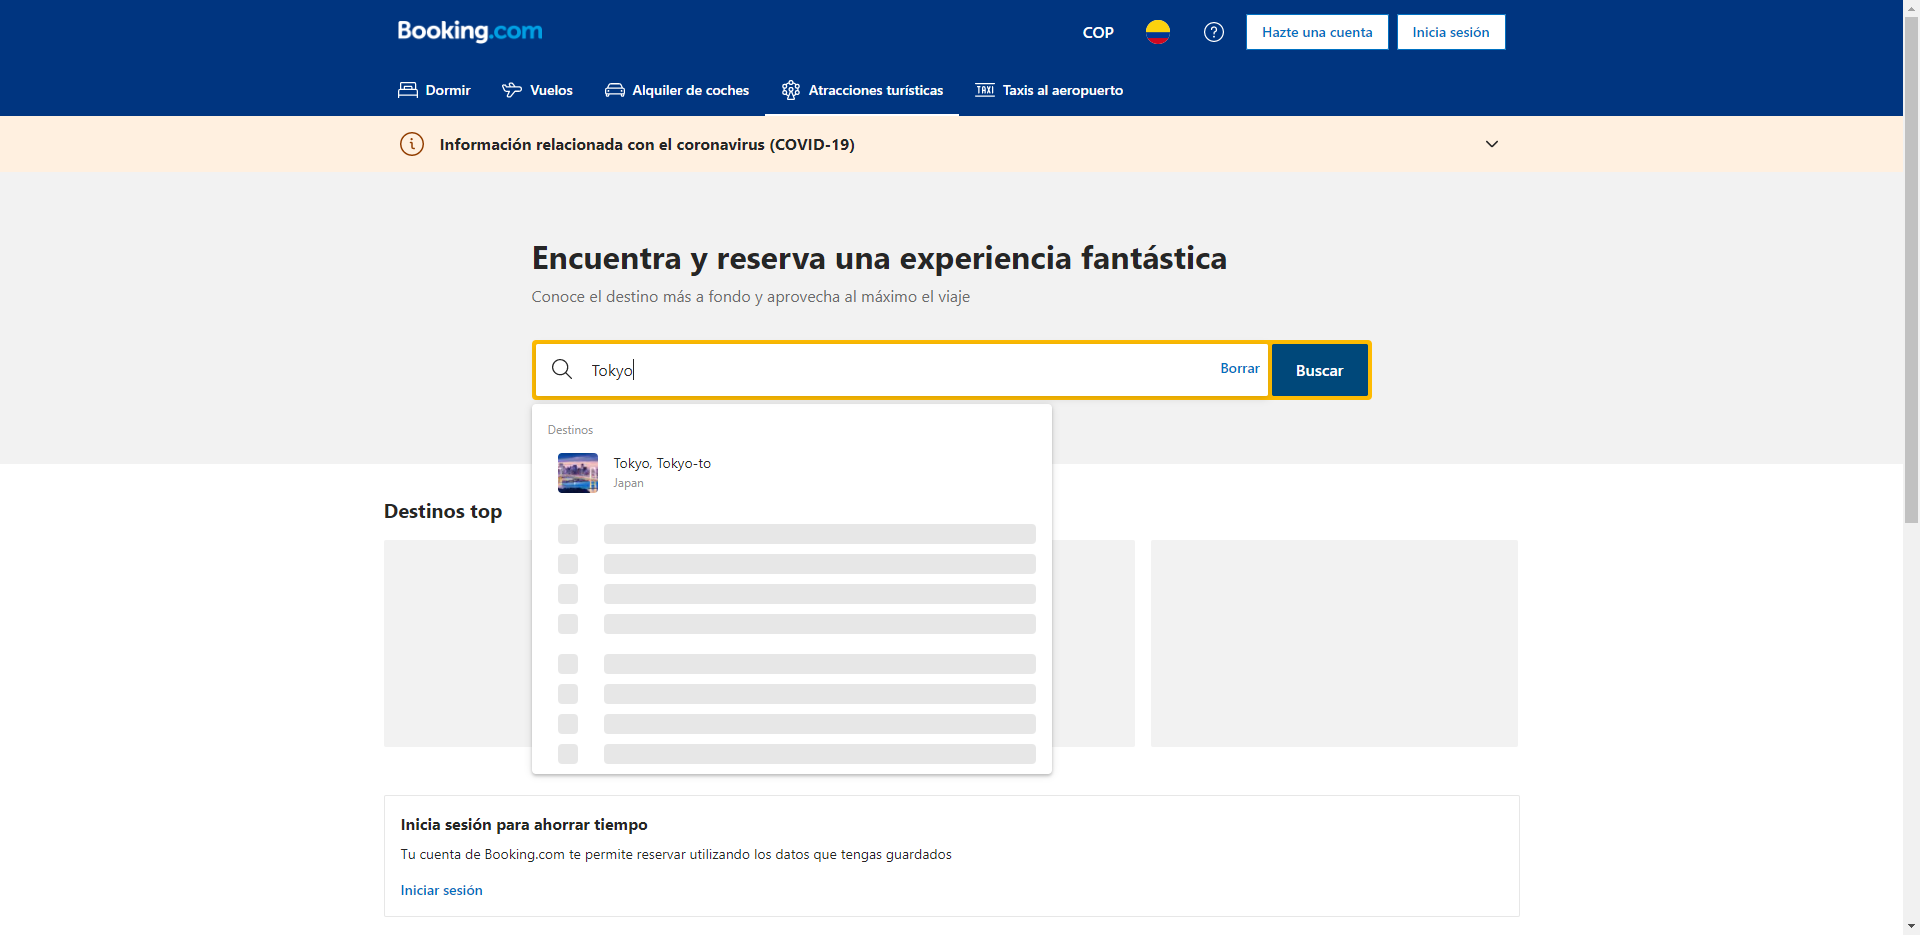 Booking.com
COP
Hazte una cuenta
Inicia sesión
Dormir
Vuelos
Alquiler de coches
Atracciones turísticas
TAXI
Taxis al aeropuerto
Información relacionada con el coronavirus (COVID-19)
Encuentra y reserva una experiencia fantástica
Conoce el destino más a fondo y aprovecha al máximo el viaje
Tokyo
Borrar
Buscar
Destinos
Tokyo, Tokyo-to
Japan
Destinos top
Inicia sesión para ahorrar tiempo
Tu cuenta de Booking.com te permite reservar utilizando los datos que tengas guardados
Iniciar sesión